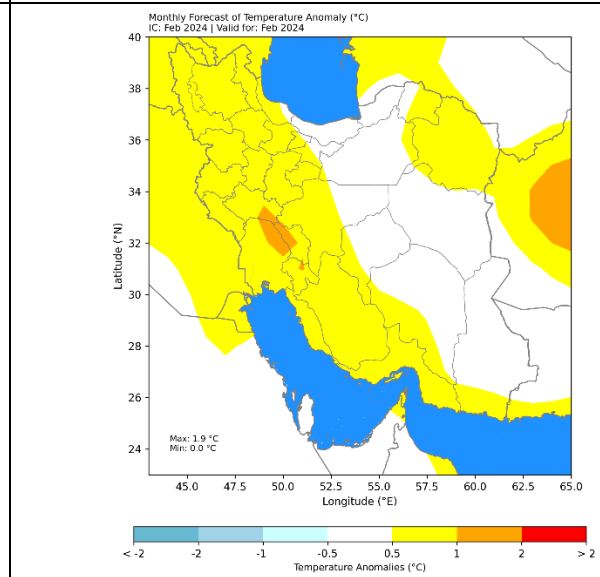 Monthly Forecast of Temperature Anomaly (°C)
IC: Feb 2024 | Valid for: Feb 2024
40
38
36
34
32
30
28
26
24
Latitude (°N)
Max: 1.9 °C
Min: 0.0 °C
45.0 47.5 50.0 52.5 55.0 57.5 60.0 62.5 65.0
Longitude (°E)
< -2 -2 -1 -0.5 0.5 1 2 > 2
Temperature Anomalies (°C)